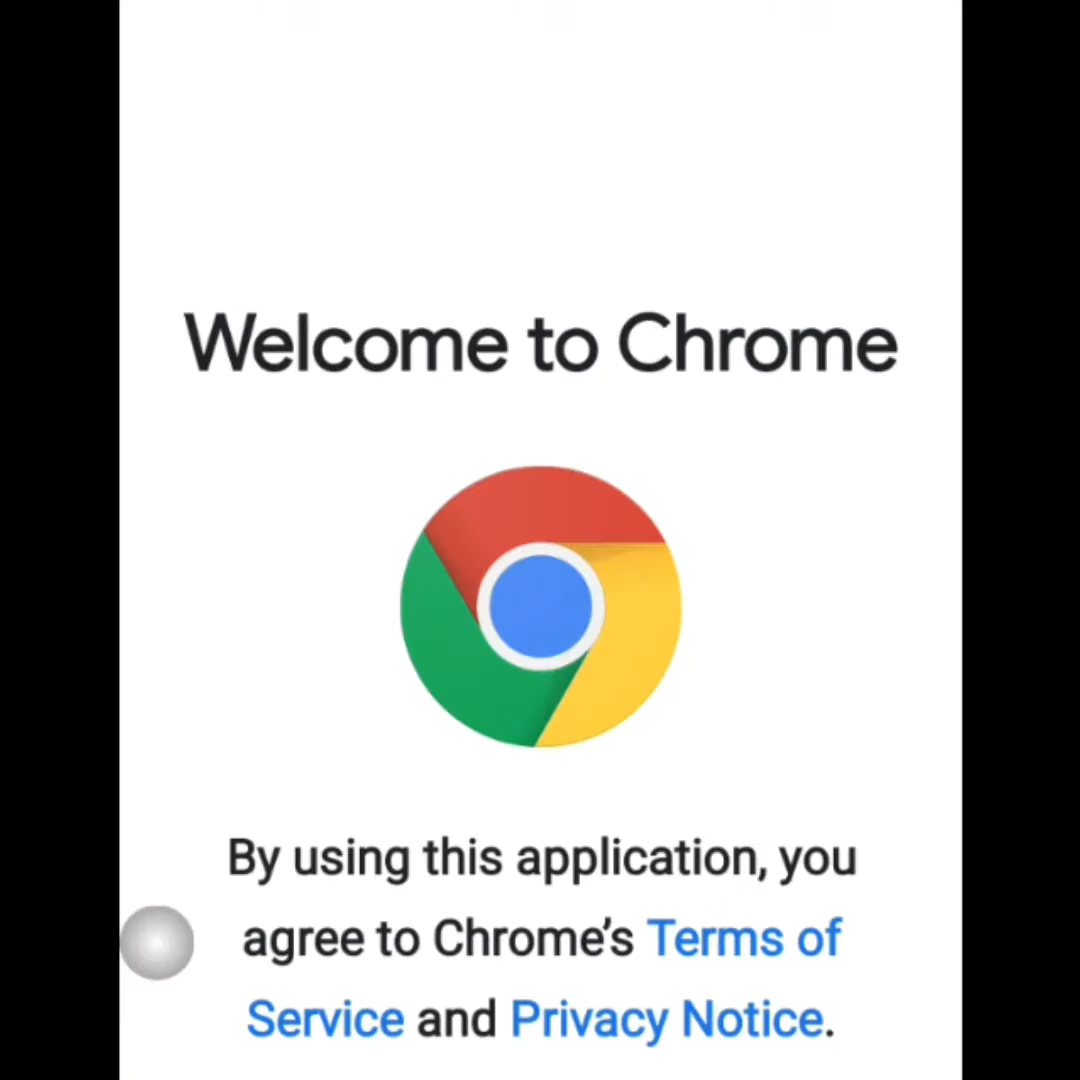 Welcome to Chrome
By using this application, you
agree to Chrome’s Terms of
Service and Privacy Notice.